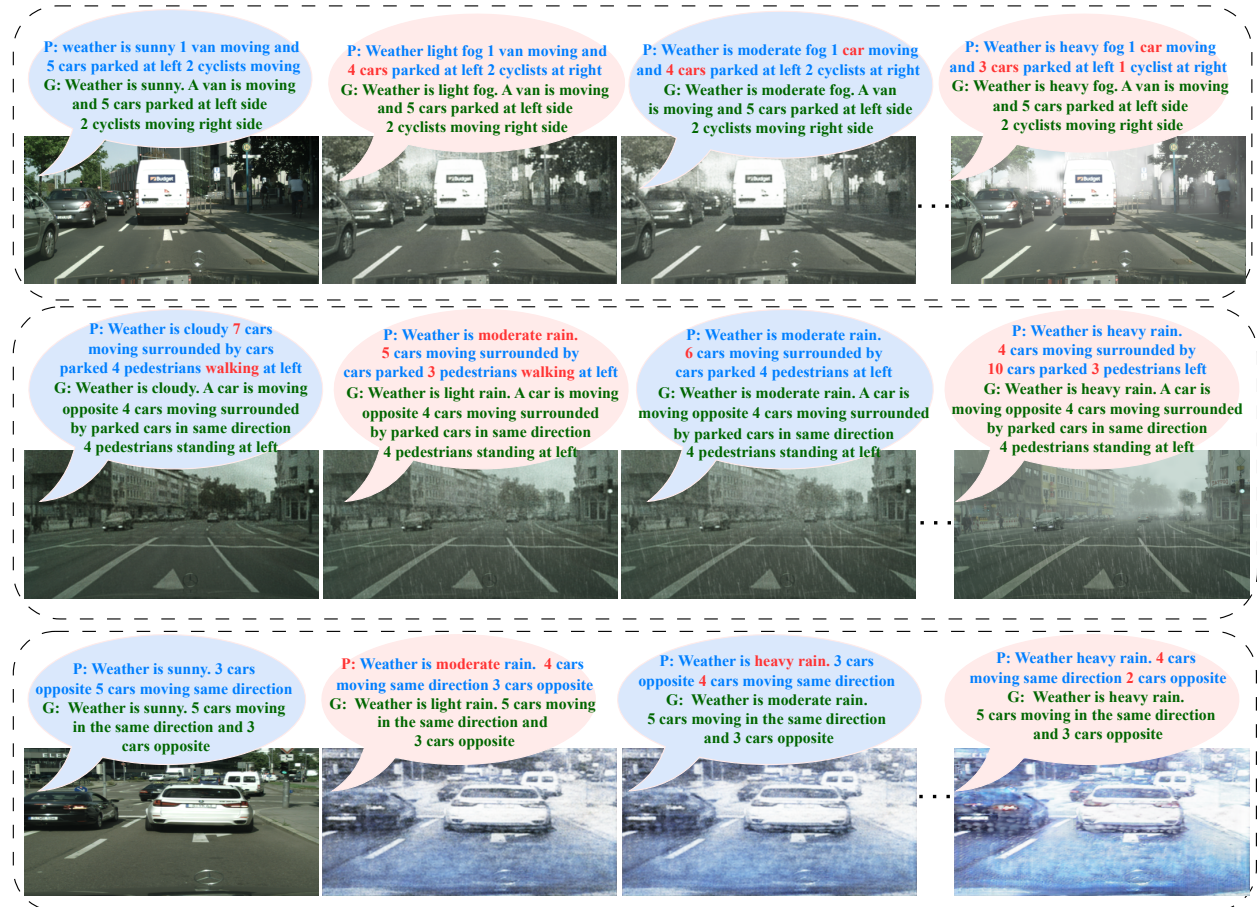 P: weather is sunny 1 van moving and
5 cars parked at left 2 cyclists moving
G: Weather is sunny. A van is moving
and 5 cars parked at left side
2 cyclists moving right side
P: Weather light fog 1 van moving and
4 cars parked at left 2 cyclists at right
G: Weather is light fog. A van is moving
and 5 cars parked at left side
2 cyclists moving right side
P: Weather is moderate fog 1 car moving
and 4 cars parked at left 2 cyclists at right
G: Weather is moderate fog. A van
is moving and 5 cars parked at left side
2 cyclists moving right side
P: Weather is heavy fog 1 car moving
and 3 cars parked at left 1 cyclist at right
G: Weather is heavy fog. A van is moving
and 5 cars parked at left side
2 cyclists moving right side
Budget
Budget
Budget
...
Budget
P: Weather is cloudy 7 cars
moving surrounded by cars
parked 4 pedestrians walking at left
G: Weather is cloudy. A car is moving
opposite 4 cars moving surrounded
by parked cars in same direction
4 pedestrians standing at left
P: Weather is moderate rain.
5 cars moving surrounded by
cars parked 3 pedestrians walking at left
G: Weather is light rain. A car is moving
opposite 4 cars moving surrounded
by parked cars in same direction
4 pedestrians standing at left
P: Weather is moderate rain.
6 cars moving surrounded by
cars parked 4 pedestrians at left
G: Weather is moderate rain. A car is
moving opposite 4 cars moving surrounded
by parked cars in same direction
4 pedestrians standing at left
P: Weather is heavy rain.
4 cars moving surrounded by
10 cars parked 3 pedestrians left
G: Weather is heavy rain. A car is
moving opposite 4 cars moving surrounded
by parked cars in same direction
4 pedestrians standing at left
...
P: Weather is sunny. 3 cars
opposite 5 cars moving same direction
G: Weather is sunny. 5 cars moving
in the same direction and 3
cars opposite
P: Weather is moderate rain. 4 cars
moving same direction 3 cars opposite
G: Weather is light rain. 5 cars moving
in the same direction and
3 cars opposite
P: Weather is heavy rain. 3 cars
opposite 4 cars moving same direction
G: Weather is moderate rain.
5 cars moving in the same direction
and 3 cars opposite
P: Weather heavy rain. 4 cars
moving same direction 2 cars opposite
G: Weather is heavy rain.
5 cars moving in the same direction
and 3 cars opposite
...